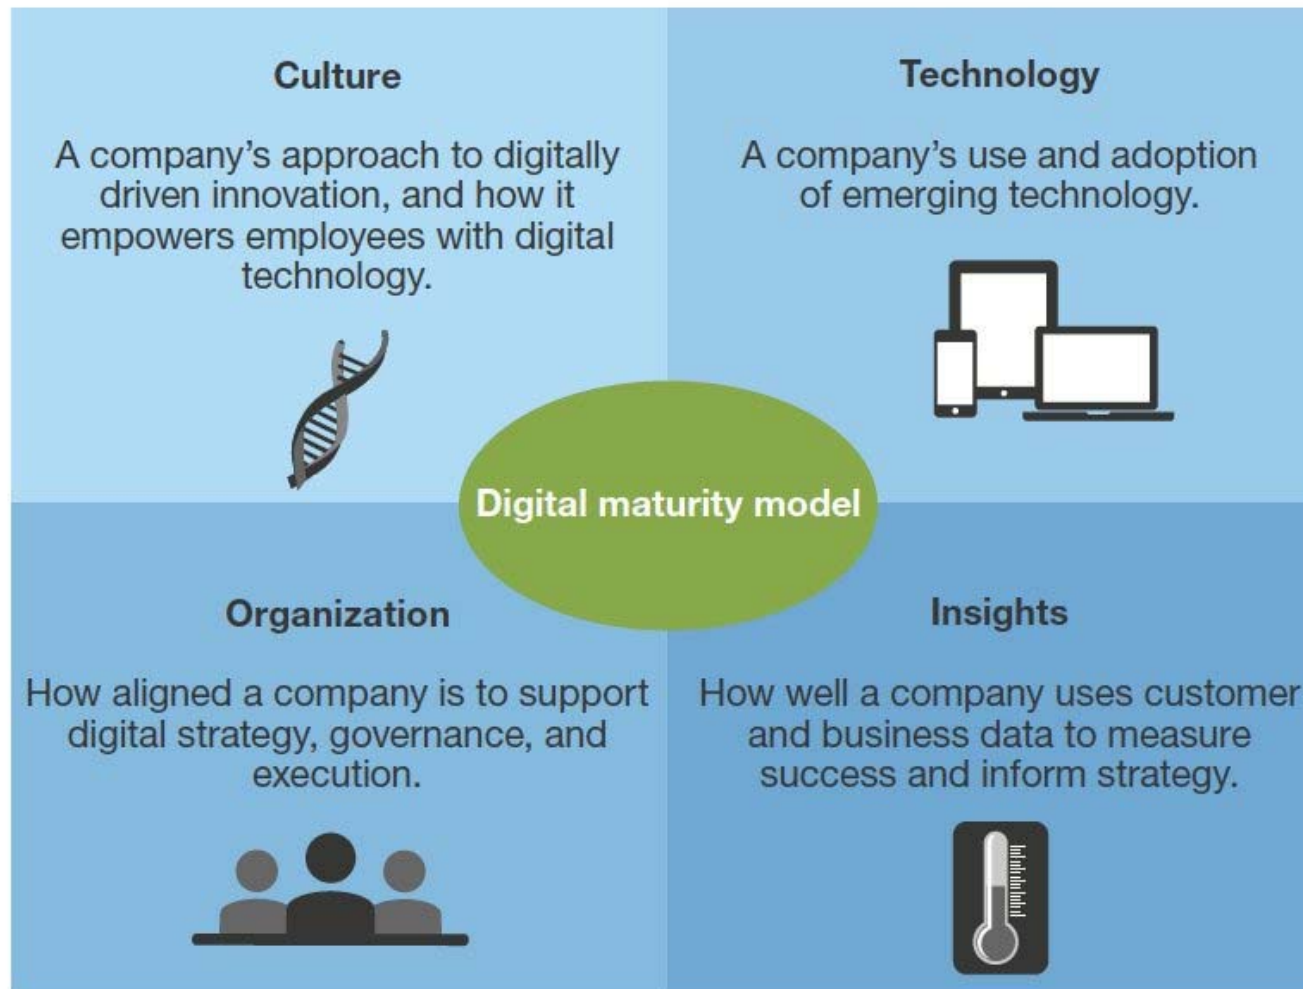 Culture
A company’s approach to digitally
driven innovation, and how it
empowers employees with digital
technology.
Technology
A company’s use and adoption
of emerging technology.
Digital maturity model
Organization
How aligned a company is to support
digital strategy, governance, and
execution.
Insights
How well a company uses customer
and business data to measure
success and inform strategy.